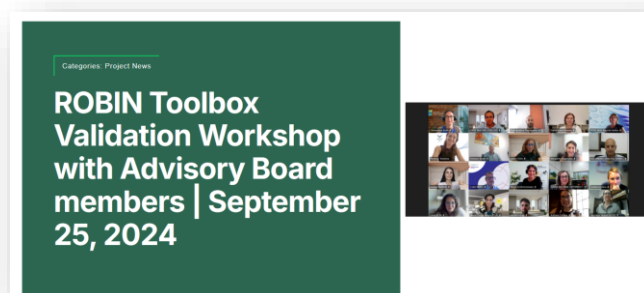 Categories: Project News
ROBIN Toolbox
Validation Workshop
with Advisory Board
members | September
25, 2024